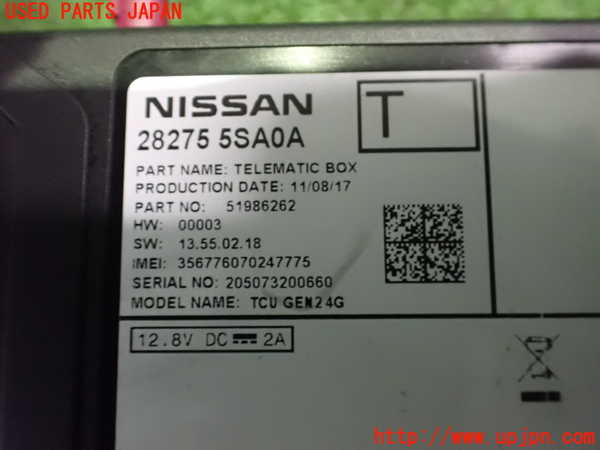 USED PARTS JAPAN
NISSAN
T
28275 5SA0A
PART NAME: TELEMATIC BOX
PRODUCTION DATE: 11/08/17
PART NO: 51986262
HW: 00003
SW: 13.55.02.18
IMEI: 356776070247775
SERIAL NO: 205073200660
MODEL NAME: TCU GEN2 4G
12.8V DC 2A
http://www.upjpn.com